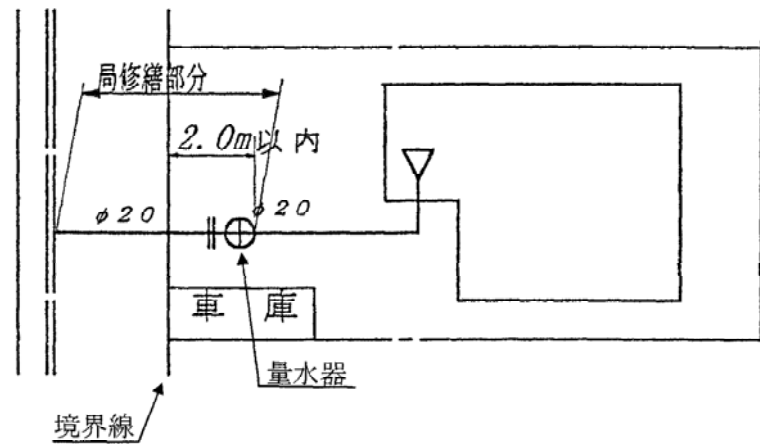 局修繕部分
2.0m以内
φ20
φ20
車庫
量水器
境界線